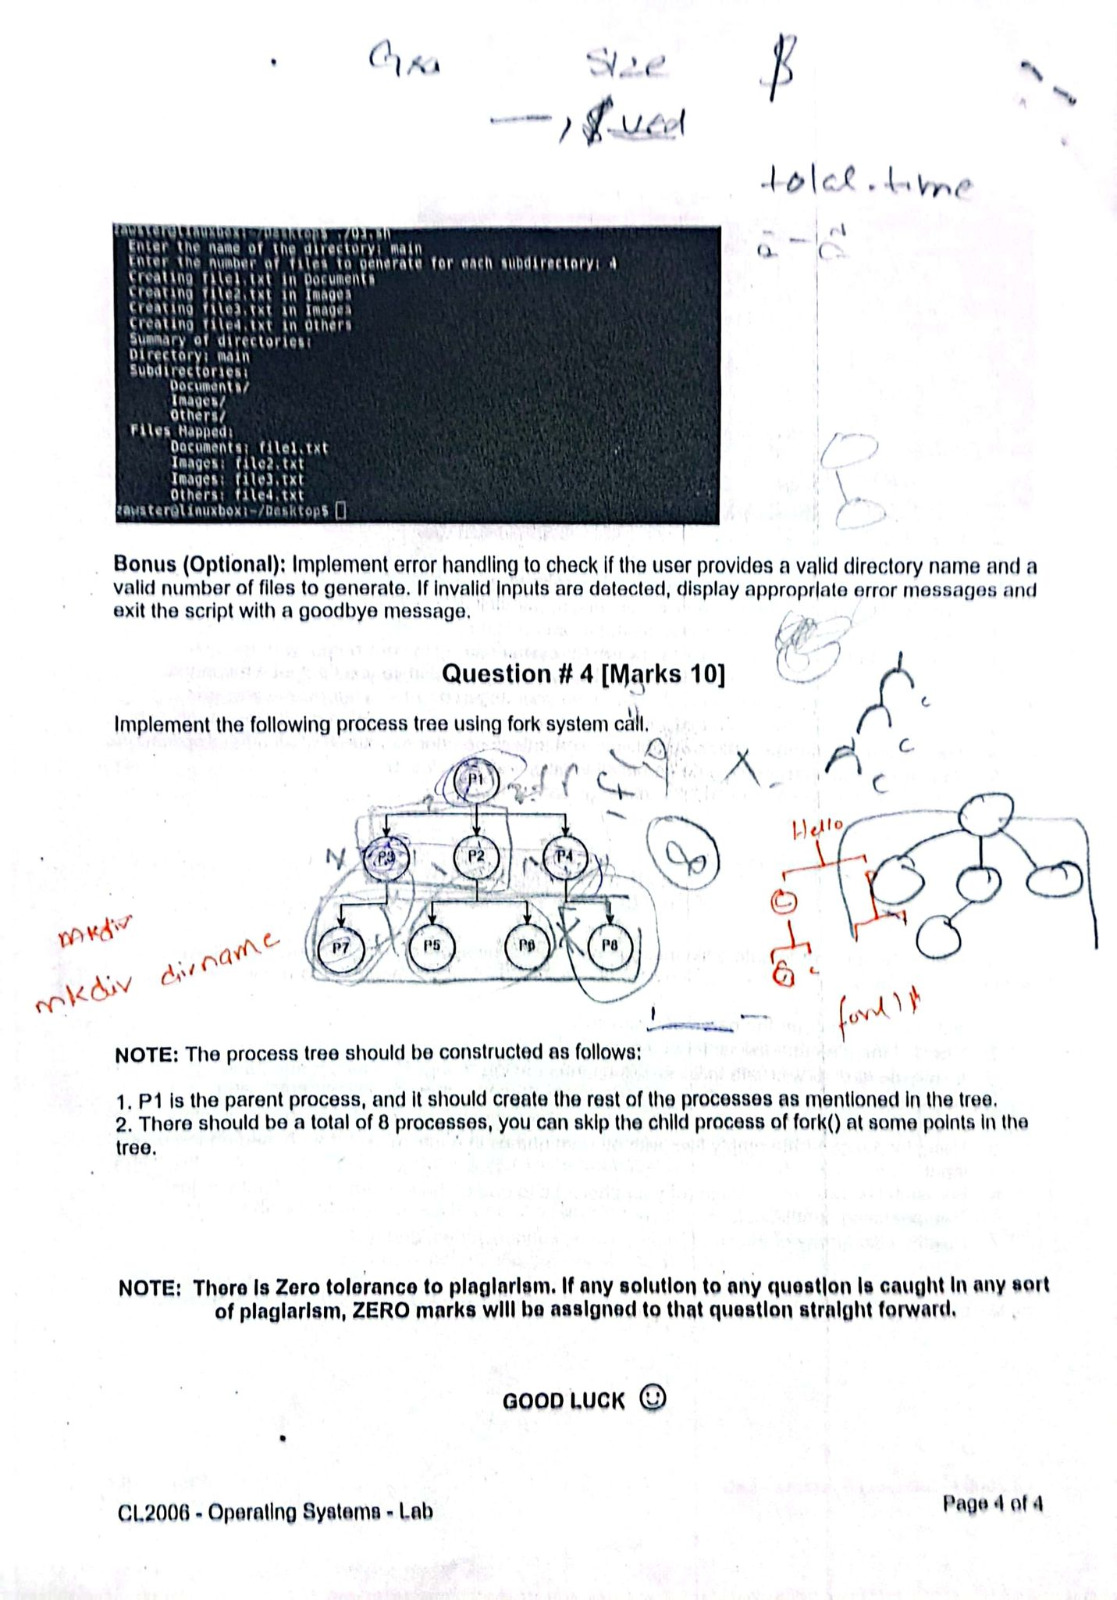 Size
total.time
zawster@linuxbox:~/Desktop$ ./Q3.sh
Enter the name of the directory: main
Enter the number of files to generate for each subdirectory: 4
Creating file1.txt in Documents
Creating file2.txt in Images
Creating file3.txt in Images
Creating file4.txt in Others
Summary of directories:
Directory: main
Subdirectories:
Documents/
Images/
Others/
Files Mapped:
Documents: file1.txt
Images: file2.txt
Images: file3.txt
Others: file4.txt
zawster@linuxbox:~/Desktop$
Bonus (Optional): Implement error handling to check if the user provides a valid directory name and a
valid number of files to generate. If invalid inputs are detected, display appropriate error messages and
exit the script with a goodbye message.
Question # 4 [Marks 10]
Implement the following process tree using fork system call.
P1
Hello
P3 P2 P4
mkdir
P7 P5 P6 P8
mkdir dirname
NOTE: The process tree should be constructed as follows:
1. P1 is the parent process, and it should create the rest of the processes as mentioned in the tree.
2. There should be a total of 8 processes, you can skip the child process of fork() at some points in the
tree.
NOTE: There is Zero tolerance to plagiarism. If any solution to any question is caught in any sort
of plagiarism, ZERO marks will be assigned to that question straight forward.
GOOD LUCK ☺
CL2006 - Operating Systems - Lab
Page 4 of 4